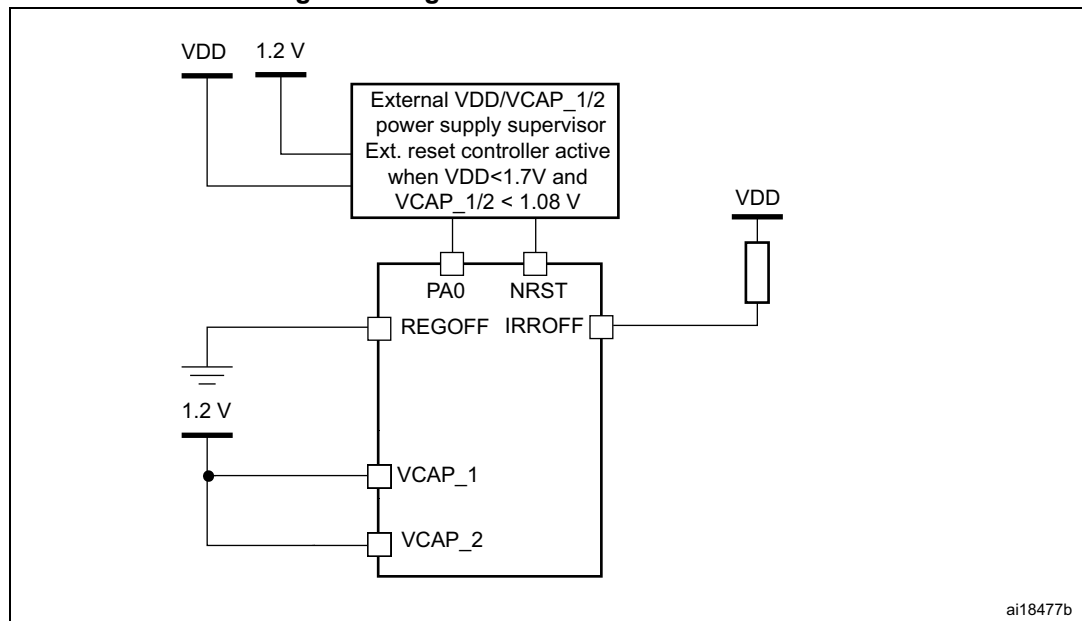 VDD
1.2 V
External VDD/VCAP_1/2
power supply supervisor
Ext. reset controller active
when VDD<1.7V and
VCAP_1/2 < 1.08 V
VDD
PA0
NRST
REGOFF
IRROFF
1.2 V
VCAP_1
VCAP_2
ai18477b